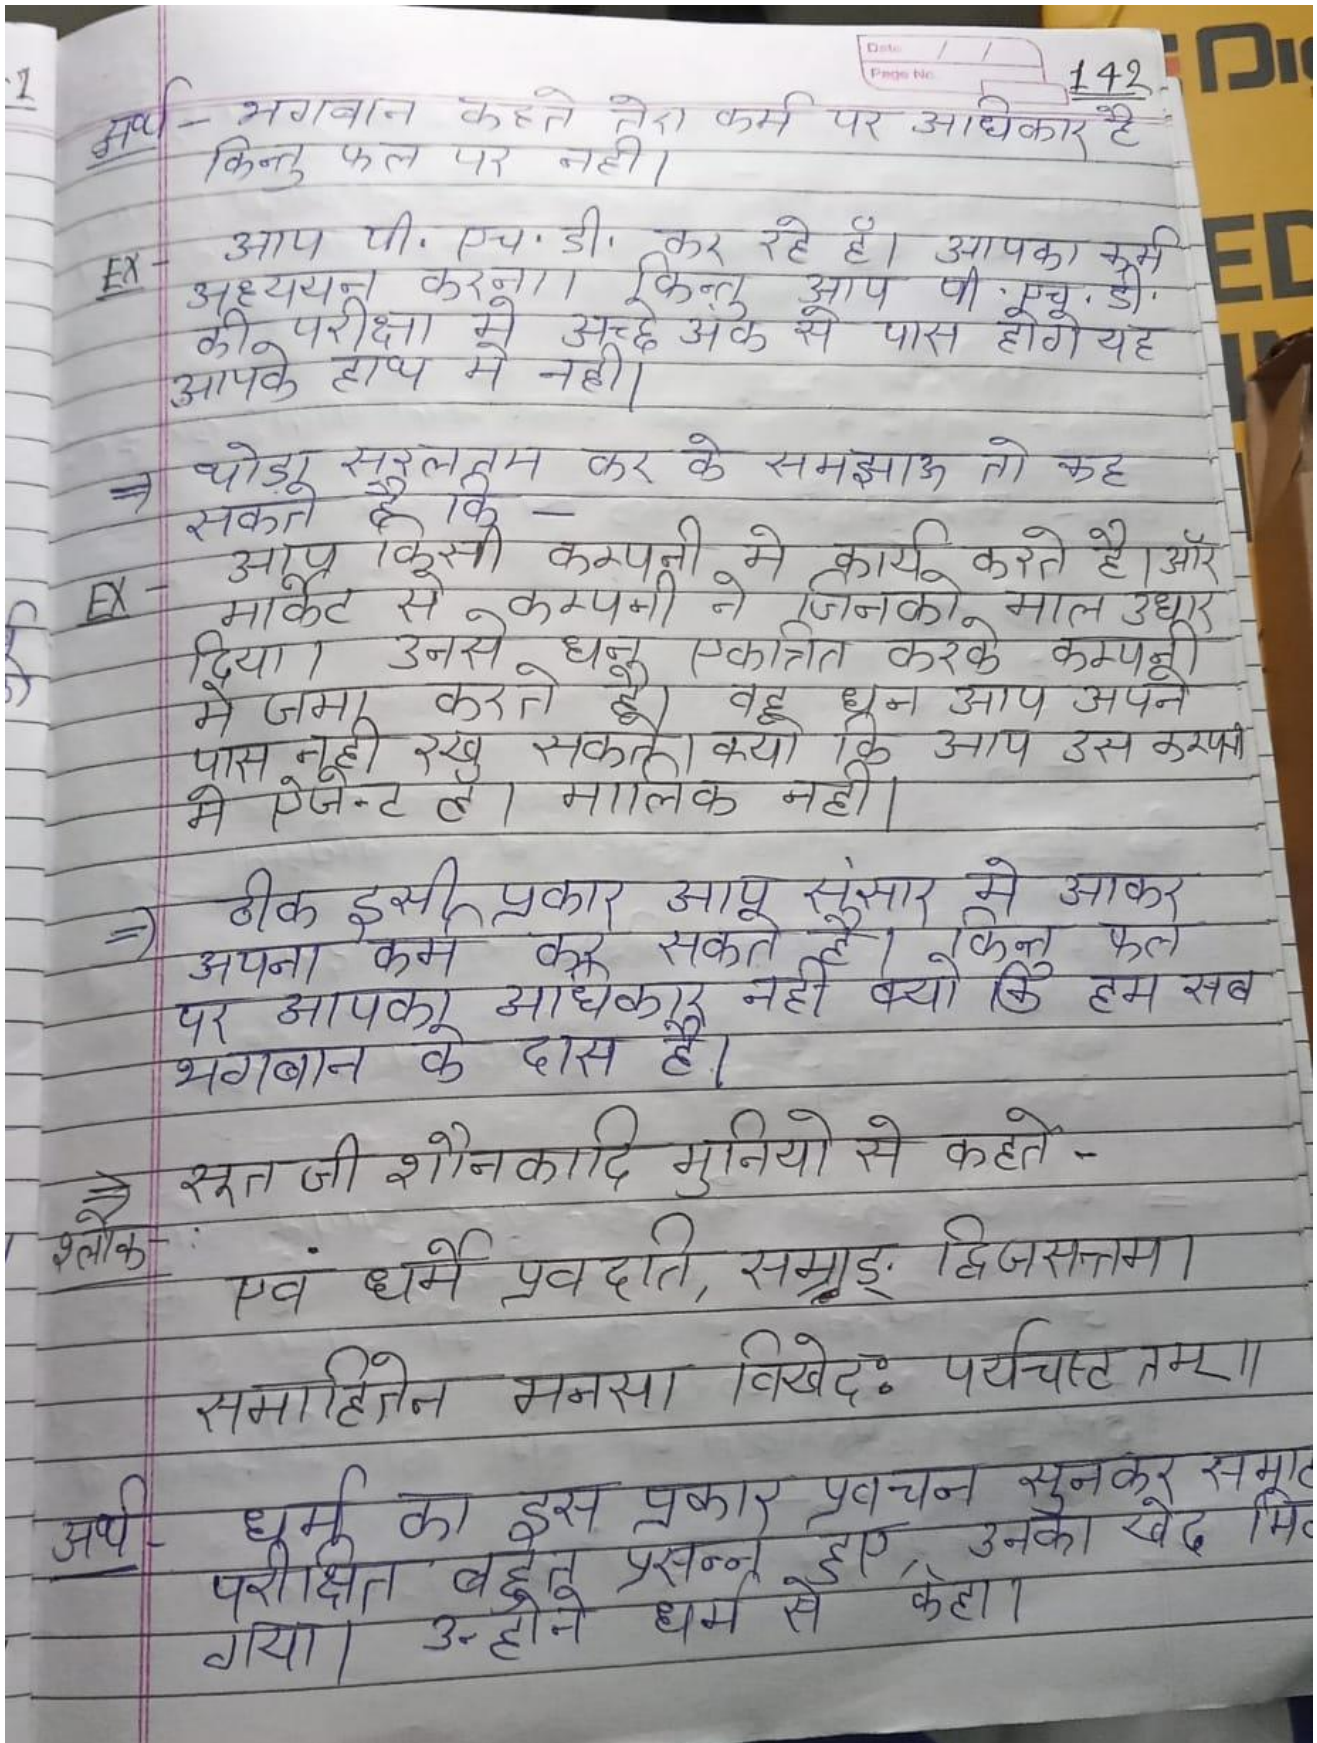 Date / /
Page No.
142
अर्थ - भगवान कहते तेरा कर्म पर अधिकार है
किन्तु फल पर नही।
EX - आप पी. एच. डी. कर रहे हैं। आपका कर्म
अध्ययन करना। किन्तु आप पी. एच. डी.
की परीक्षा मे अच्छे अंक से पास होगे यह
आपके हाथ मे नही।
⇒ थोड़ा सरलतम कर के समझाऊ तो कह
सकते है कि -
EX - आप किसी कम्पनी मे कार्य करते है। और
मार्केट से कम्पनी ने जिनको माल उधार
दिया। उनसे धन एकत्रित करके कम्पनी
मे जमा करते है। वह धन आप अपने
पास नही रख सकते। क्यो कि आप उस कम्पनी
मे एजेन्ट है। मालिक नही।
⇒ ठीक इसी प्रकार आप संसार मे आकर
अपना कर्म कर सकते है। किन्तु फल
पर आपका अधिकार नही क्यो कि हम सब
भगबान के दास है।
⇒ सूत जी शौनकादि मुनियो से कहते -
श्लोक - :
एवं धर्मे प्रवदति, सम्राड् द्विजसत्तम।
समाहितेन मनसा विखेदः पर्यचष्ट तम्॥
अर्थ - धर्म का इस प्रकार प्रवचन सुनकर सम्राट
परीक्षित बहुत प्रसन्न हुए, उनका खेद मिट
गया। उन्होने धर्म से कहा।
ED